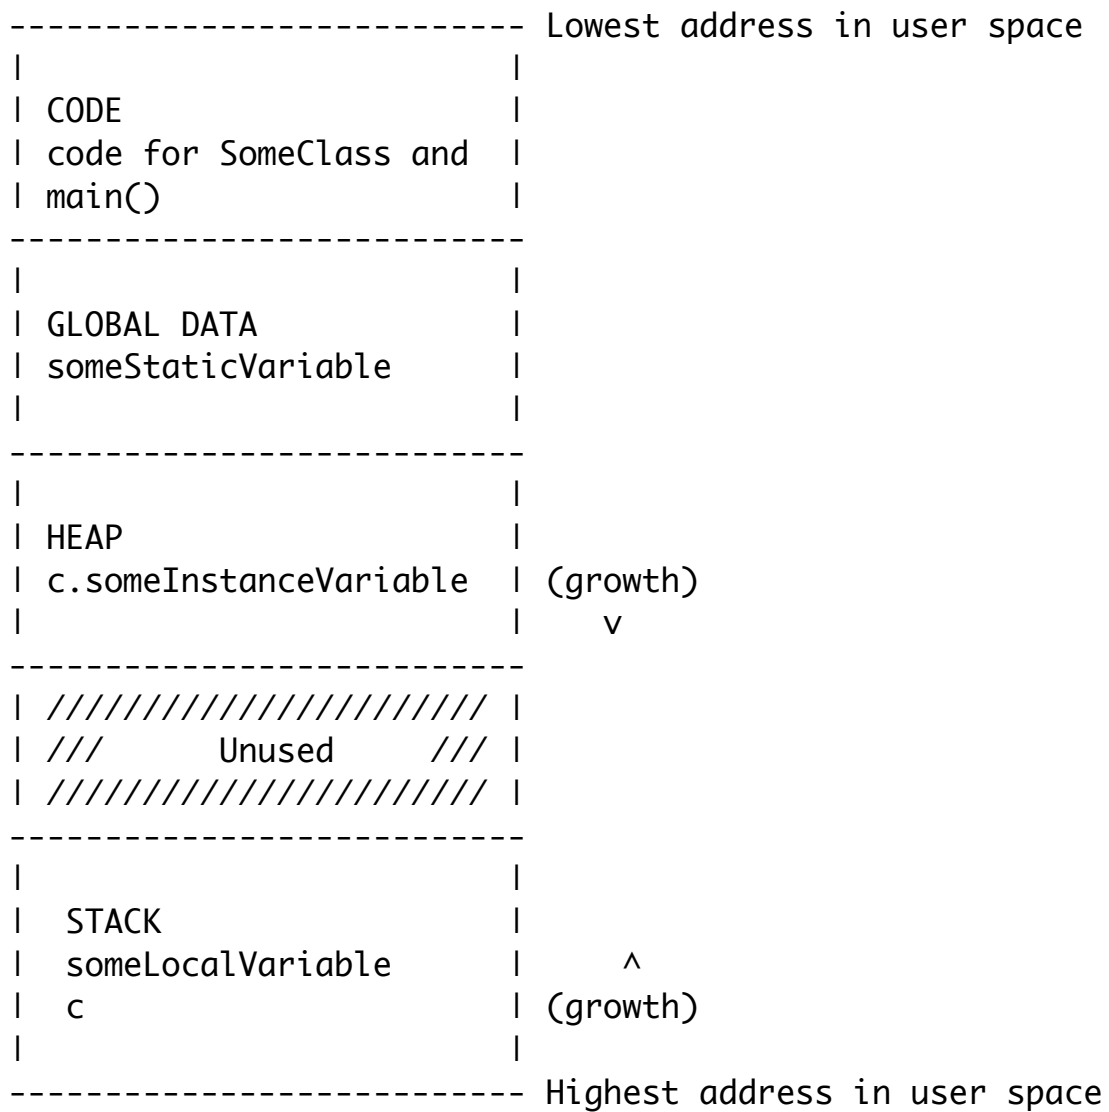 --------------------------- Lowest address in user space
|                         |
| CODE                    |
| code for SomeClass and  |
| main()                  |
---------------------------
|                         |
| GLOBAL DATA             |
| someStaticVariable      |
|                         |
---------------------------
|                         |
| HEAP                    |
| c.someInstanceVariable  | (growth)
|                         |    v
---------------------------
| /////////////////////// |
| ///      Unused     /// |
| /////////////////////// |
---------------------------
|                         |
|  STACK                  |
|  someLocalVariable      |     ^
|  c                      | (growth)
|                         |
--------------------------- Highest address in user space